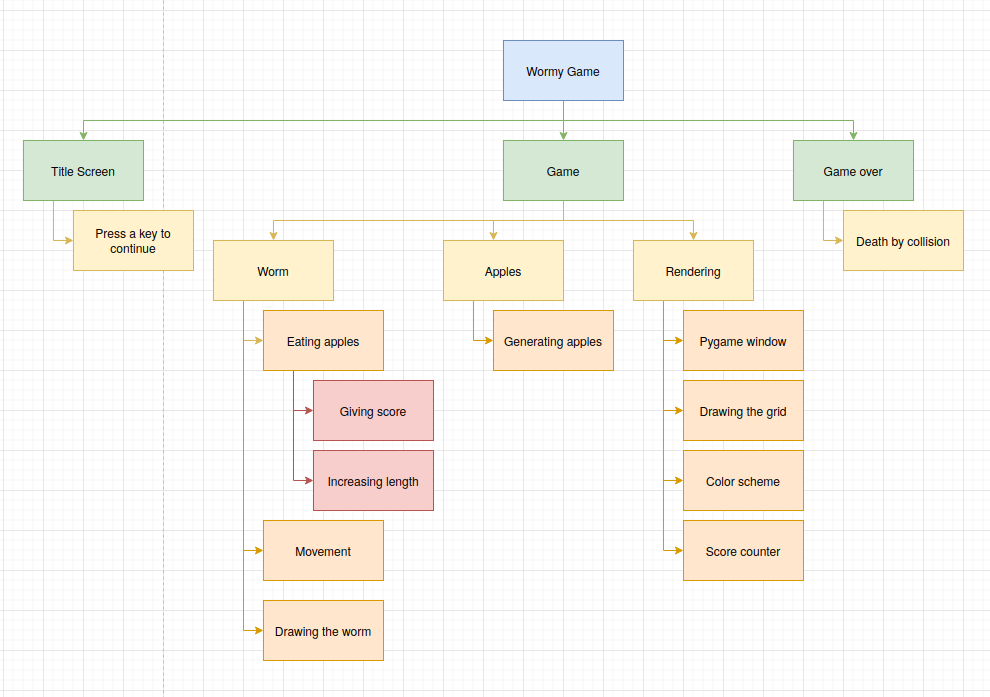 Wormy Game
Title Screen
Game
Game over
Press a key to
continue
Death by collision
Worm
Apples
Rendering
Eating apples
Generating apples
Pygame window
Giving score
Drawing the grid
Increasing length
Color scheme
Movement
Score counter
Drawing the worm